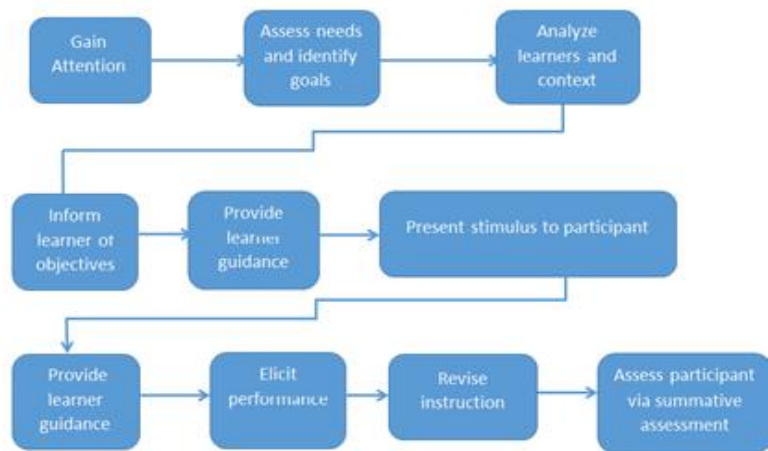 Gain
Attention
Assess needs
and identify
goals
Analyze
learners and
context
Inform
learner of
objectives
Provide
learner
guidance
Present stimulus to participant
Provide
learner
guidance
Elicit
performance
Revise
instruction
Assess participant
via summative
assessment